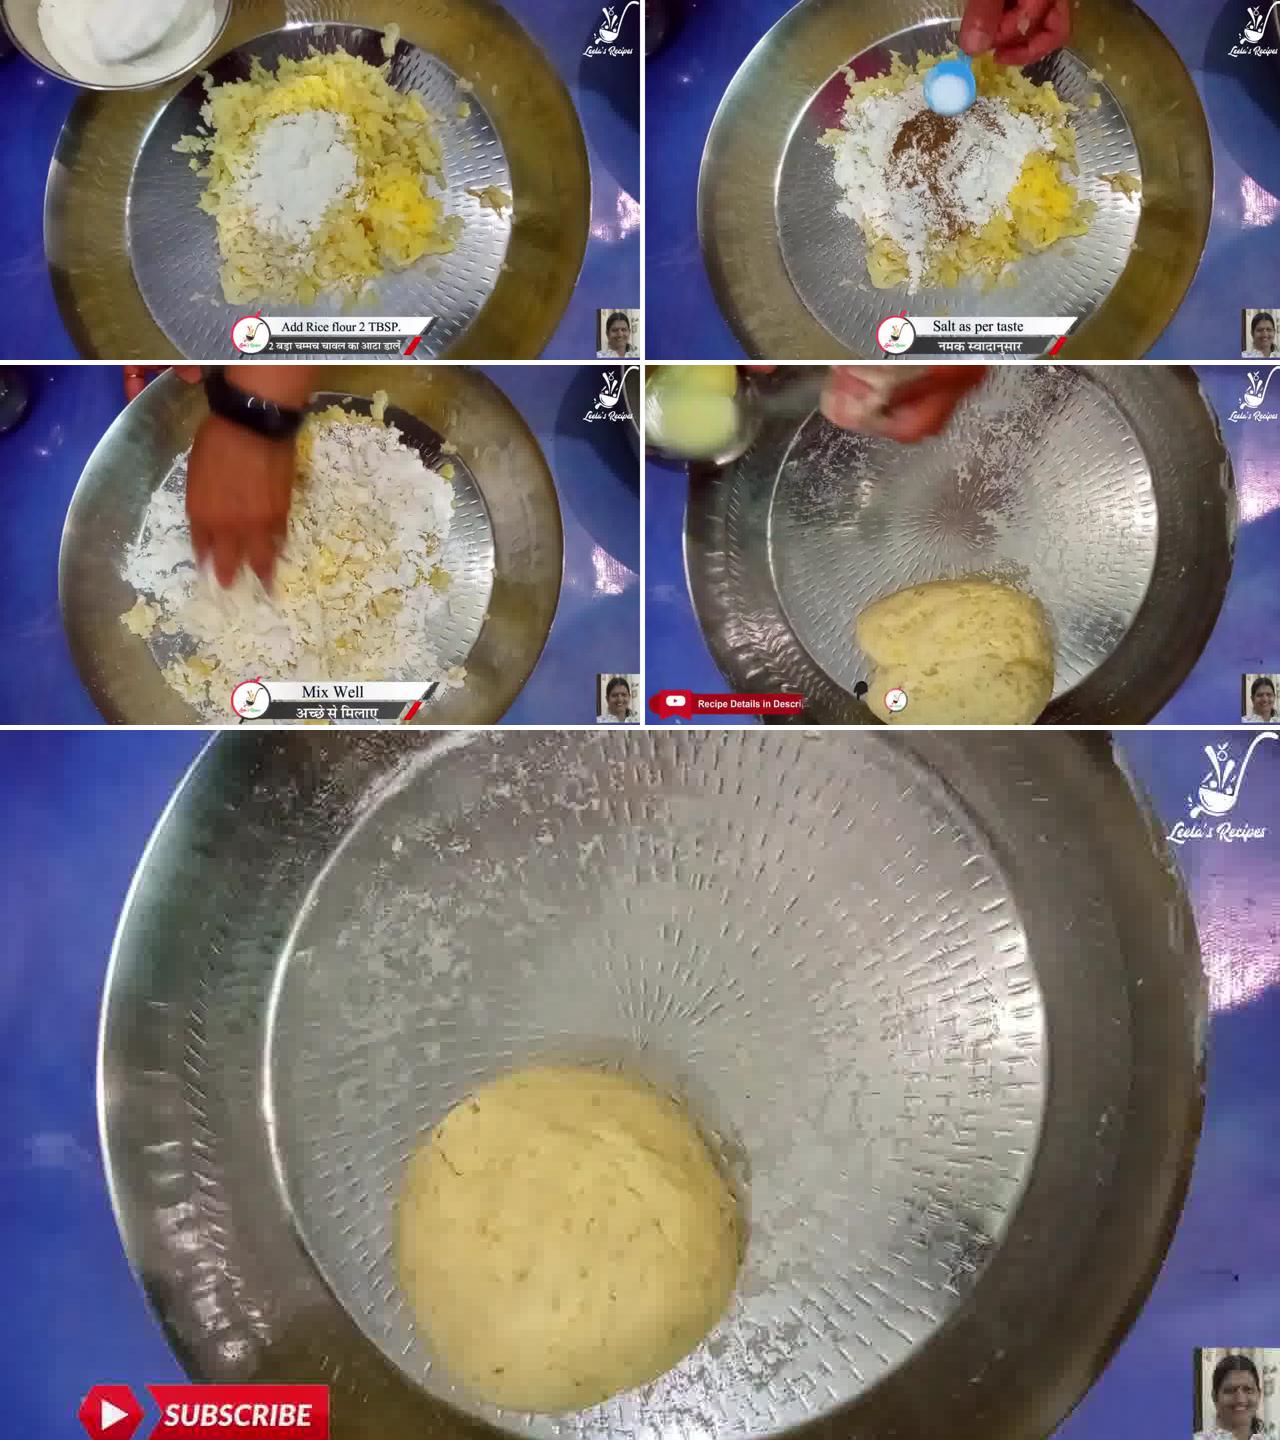 Leela's Recipes
Add Rice flour 2 TBSP.
2 बड़ा चम्मच चावल का आटा डालें
Leela's Recipes
Salt as per taste
नमक स्वादानुसार
Leela's Recipes
Mix Well
अच्छे से मिलाए
Leela's Recipes
Recipe Details in Descri
Leela's Recipes
SUBSCRIBE